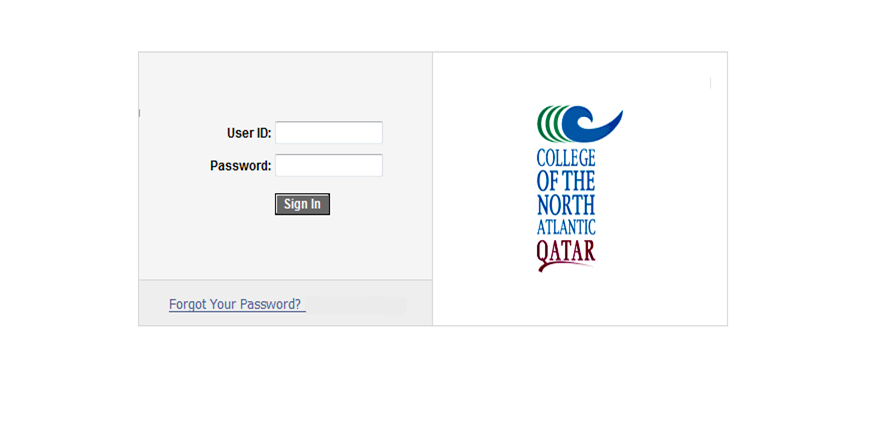 User ID:
Password:
Sign In
Forgot Your Password?
COLLEGE
OF THE
NORTH
ATLANTIC
QATAR